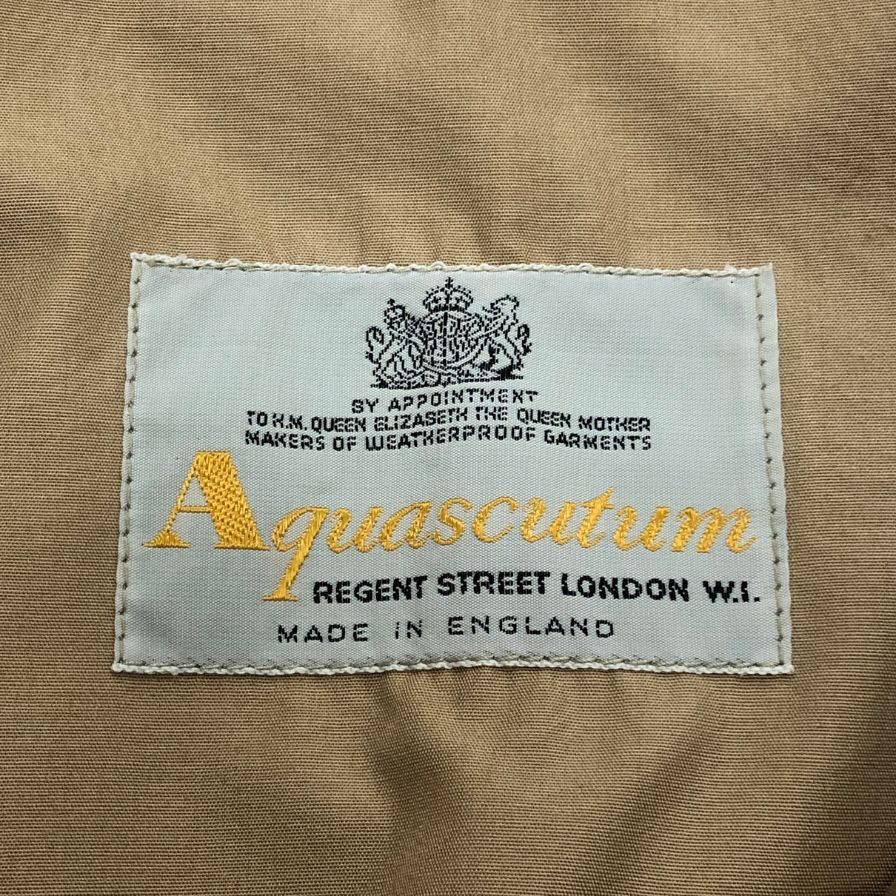 BY APPOINTMENT
TO H.M. QUEEN ELIZABETH THE QUEEN MOTHER
MAKERS OF WEATHERPROOF GARMENTS
Aquascutum
REGENT STREET LONDON W.I.
MADE IN ENGLAND